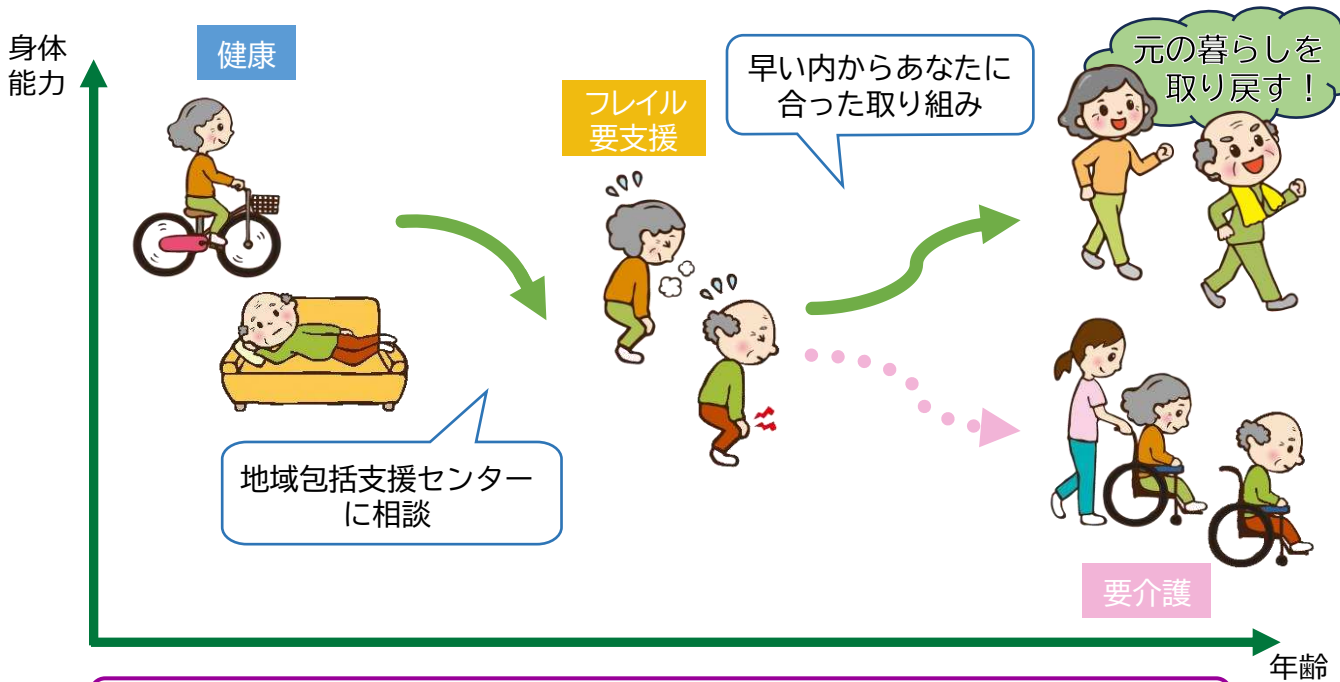 身体
能力
健康
フレイル
要支援
早い内からあなたに
合った取り組み
元の暮らしを
取り戻す！
地域包括支援センター
に相談
要介護
年齢